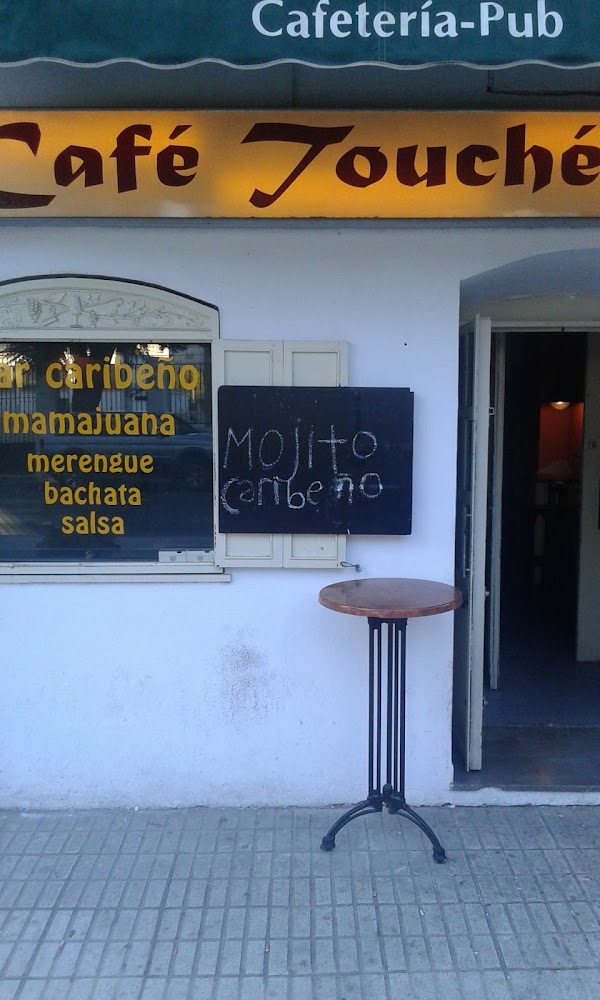 Cafetería-Pub
Café Touché
ar caribeño
mamajuana
merengue
bachata
salsa
Mojito
caribeño